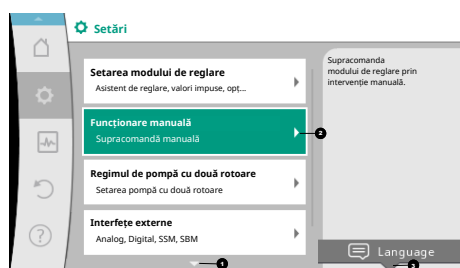 Setări
Setarea modului de reglare
Asistent de reglare, valori impuse, opț...
Funcționare manuală
Supracomandă manuală
Regimul de pompă cu două rotoare
Setarea pompă cu două rotoare
Interfețe externe
Analog, Digital, SSM, SBM
Supracomanda
modului de reglare prin
intervenție manuală.
2
1
Language
3